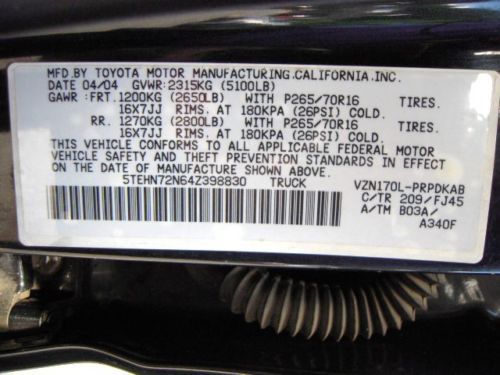 MFD.BY TOYOTA MOTOR MANUFACTURING,CALIFORNIA,INC.
DATE 04/04 GVWR:2315KG (5100LB)
GAWR: FRT.1200KG (2650LB) WITH P265/70R16 TIRES.
16X7JJ RIMS. AT 180KPA (26PSI) COLD.
RR. 1270KG (2800LB) WITH P265/70R16 TIRES.
16X7JJ RIMS. AT 180KPA (26PSI) COLD.
THIS VEHICLE CONFORMS TO ALL APPLICABLE FEDERAL MOTOR
VEHICLE SAFETY AND THEFT PREVENTION STANDARDS IN EFFECT
ON THE DATE OF MANUFACTURE SHOWN ABOVE.
5TEHN72N64Z398830 TRUCK VZN170L-PRPDKAB
C/TR 209/FJ45
A/TM B03A/
A340F